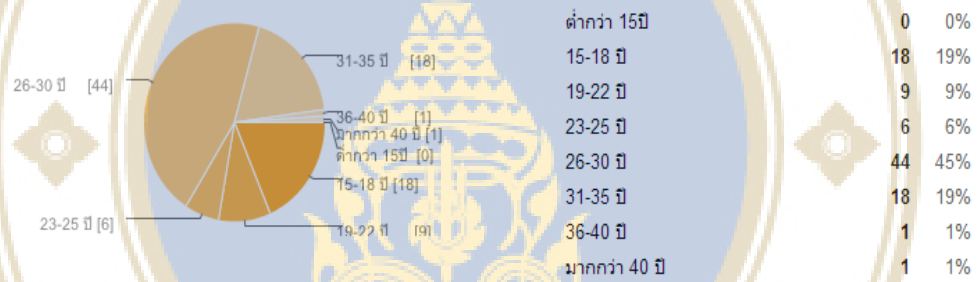 26-30 ปี [44]
31-35 ปี [18]
36-40 ปี [1]
มากกว่า 40 ปี [1]
ต่ำกว่า 15ปี [0]
15-18 ปี [18]
23-25 ปี [6]
19-22 ปี [9]
ต่ำกว่า 15ปี 0 0%
15-18 ปี 18 19%
19-22 ปี 9 9%
23-25 ปี 6 6%
26-30 ปี 44 45%
31-35 ปี 18 19%
36-40 ปี 1 1%
มากกว่า 40 ปี 1 1%